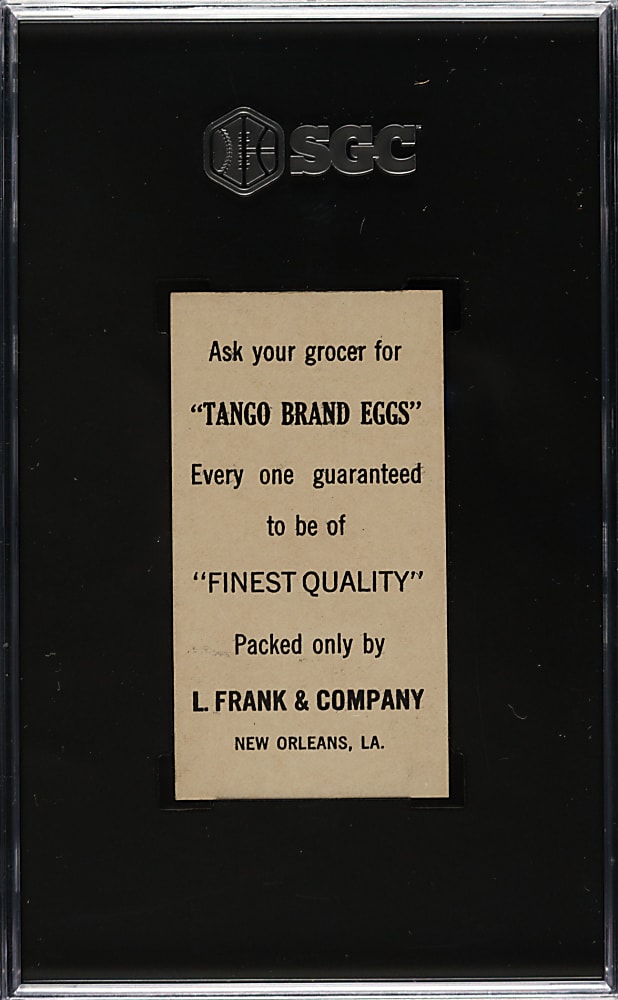 SGC
Ask your grocer for
"TANGO BRAND EGGS"
Every one guaranteed
to be of
"FINEST QUALITY"
Packed only by
L. FRANK & COMPANY
NEW ORLEANS, LA.